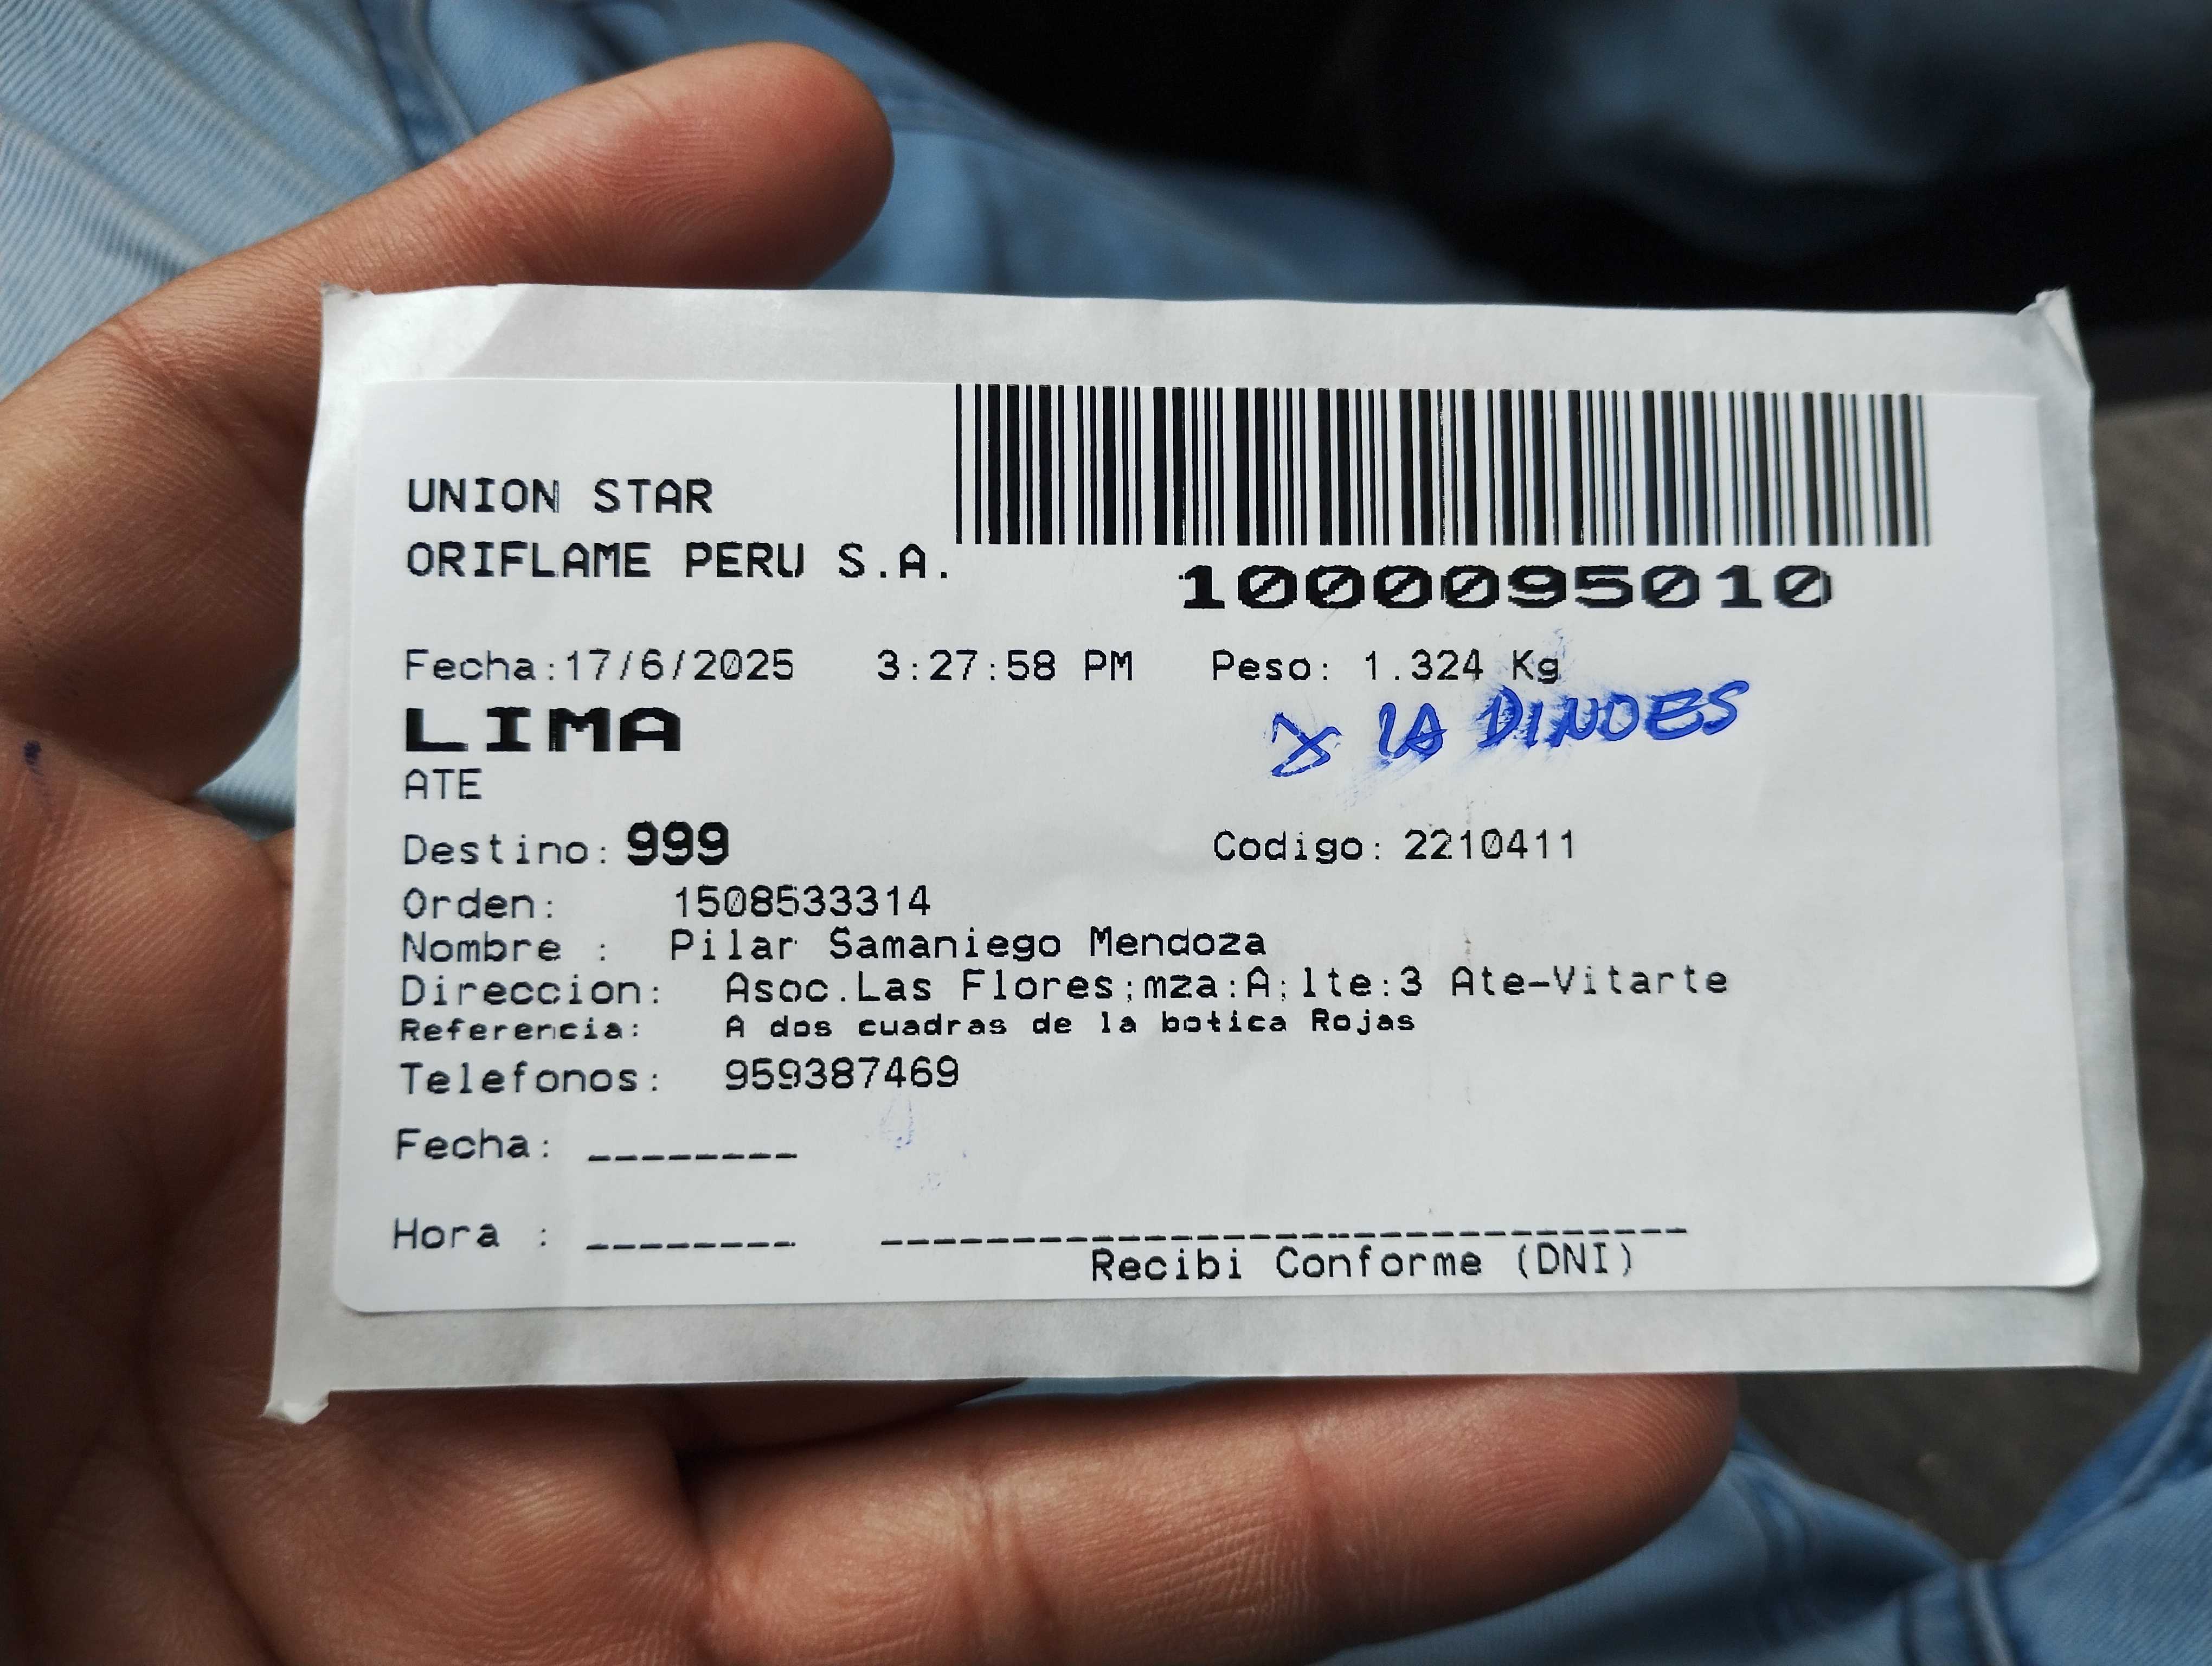 UNION STAR
ORIFLAME PERU S.A.
1000095010
Fecha:17/6/2025 3:27:58 PM Peso: 1.324 Kg
LIMA
X LA DINOES
ATE
Destino: 999 Codigo: 2210411
Orden: 1508533314
Nombre : Pilar Samaniego Mendoza
Direccion: Asoc.Las Flores;mza:A;lte:3 Ate-Vitarte
Referencia: A dos cuadras de la botica Rojas
Telefonos: 959387469
Fecha: ________
Hora : ________
Recibi Conforme (DNI)